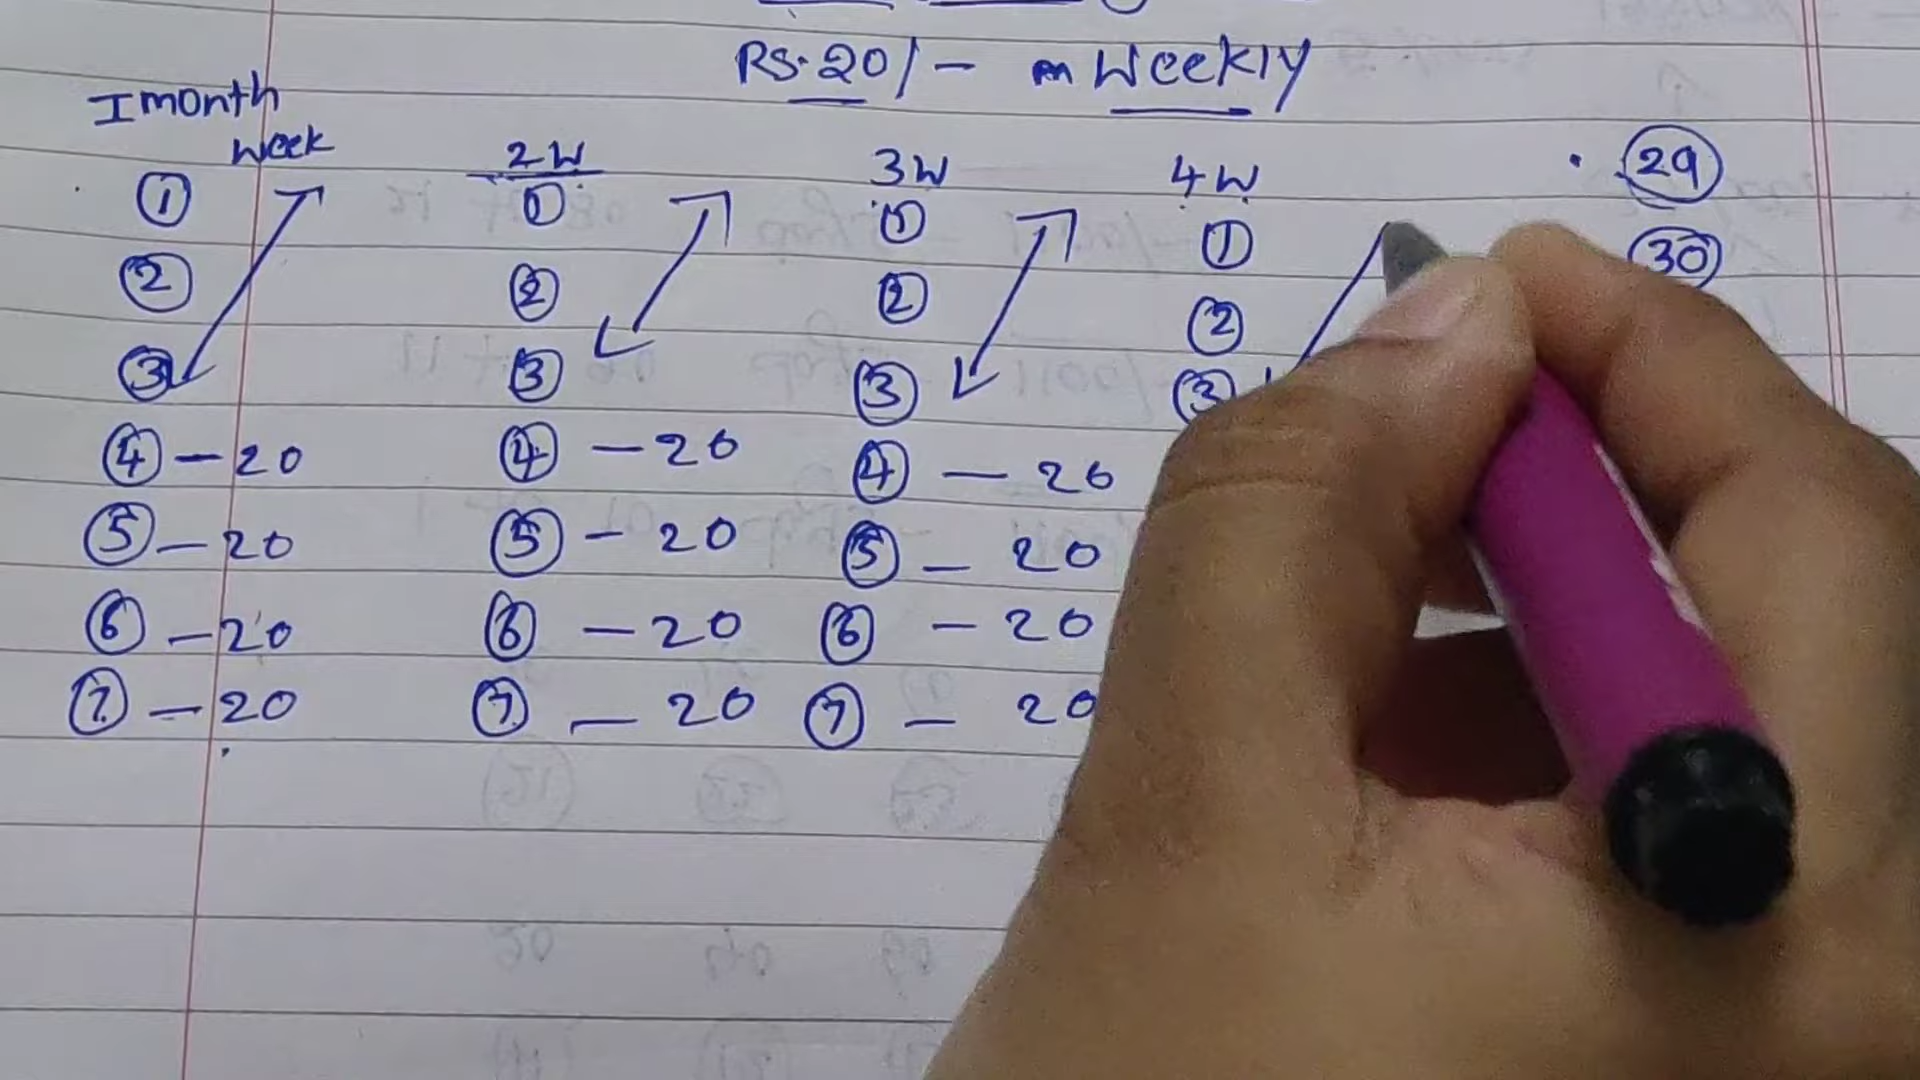 Rs.20/- Weekly
I month
week 2W 3W 4W 29
1 1 1 1 30
2 2 2 2
3 3 3 3
4 - 20 4 - 20 4 - 20
5 - 20 5 - 20 5 - 20
6 - 20 6 - 20 6 - 20
7 - 20 7 - 20 7 - 20